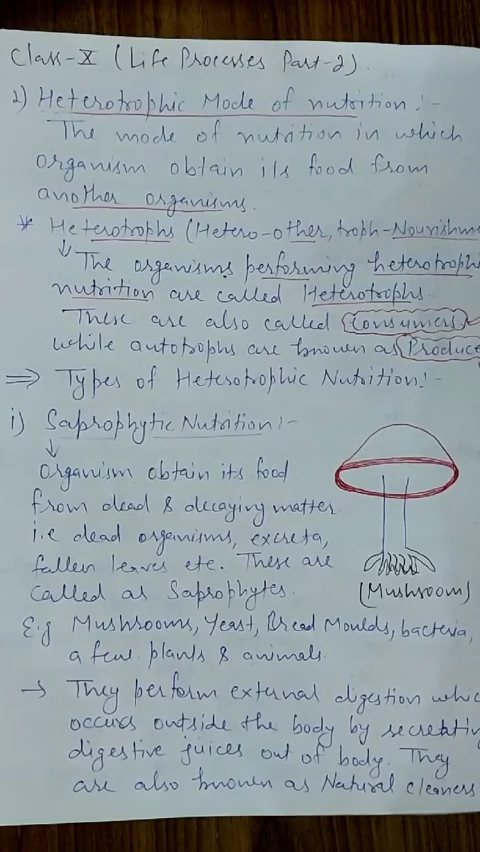 Class-X (Life Processes Part-2).
2) Heterotrophic Mode of nutrition:-
The mode of nutrition in which
organism obtain its food from
another organisms.
* Heterotrophs (Hetero-other, troph-Nourishm
↓ The organisms performing heterotroph
nutrition are called Heterotrophs.
These are also called Consumers
while autotrophs are known as Produce
⇒ Types of Heterotrophic Nutrition:-
i) Saprophytic Nutrition:-
↓
Organism obtain its food
from dead & decaying matter
i.e dead organisms, excreta,
fallen leaves etc. These are
called as Saprophytes.
(Mushroom)
E.g Mushrooms, Yeast, Bread Moulds, bacteria,
a few plants & animals.
→ They perform external digestion whic
occurs outside the body by secretin
digestive juices out of body. They
are also known as Natural cleaners